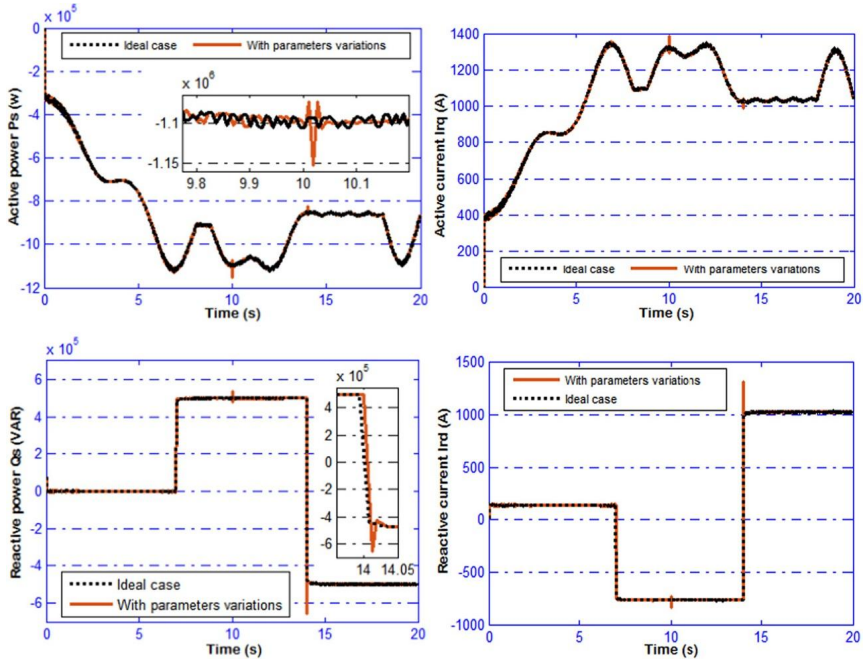 x 10^5
0
-2
-4
-6
-8
-10
-12
Active power Ps (w)
Ideal case
With parameters variations
x 10^6
-1.1
-1.15
9.8 9.9 10 10.1
0 5 10 15 20
Time (s)
1400
1200
1000
800
600
400
200
0
Active current Irq (A)
Ideal case
With parameters variations
0 5 10 15 20
Time (s)
x 10^5
6
4
2
0
-2
-4
-6
Reactive power Qs (VAR)
x 10^5
4
2
0
-2
-4
-6
14 14.05
Ideal case
With parameters variations
0 5 10 15 20
Time (s)
1500
1000
500
0
-500
-1000
Reactive current Ird (A)
With parameters variations
Ideal case
0 5 10 15 20
Time (s)